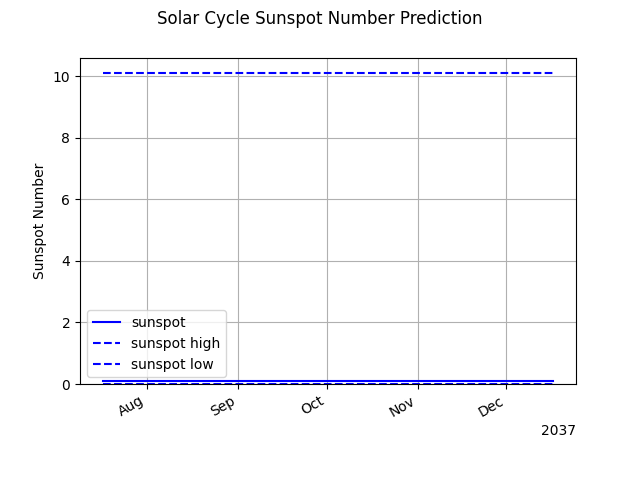 Solar Cycle Sunspot Number Prediction
Sunspot Number
10
8
6
4
2
0
sunspot
sunspot high
sunspot low
Aug
Sep
Oct
Nov
Dec
2037